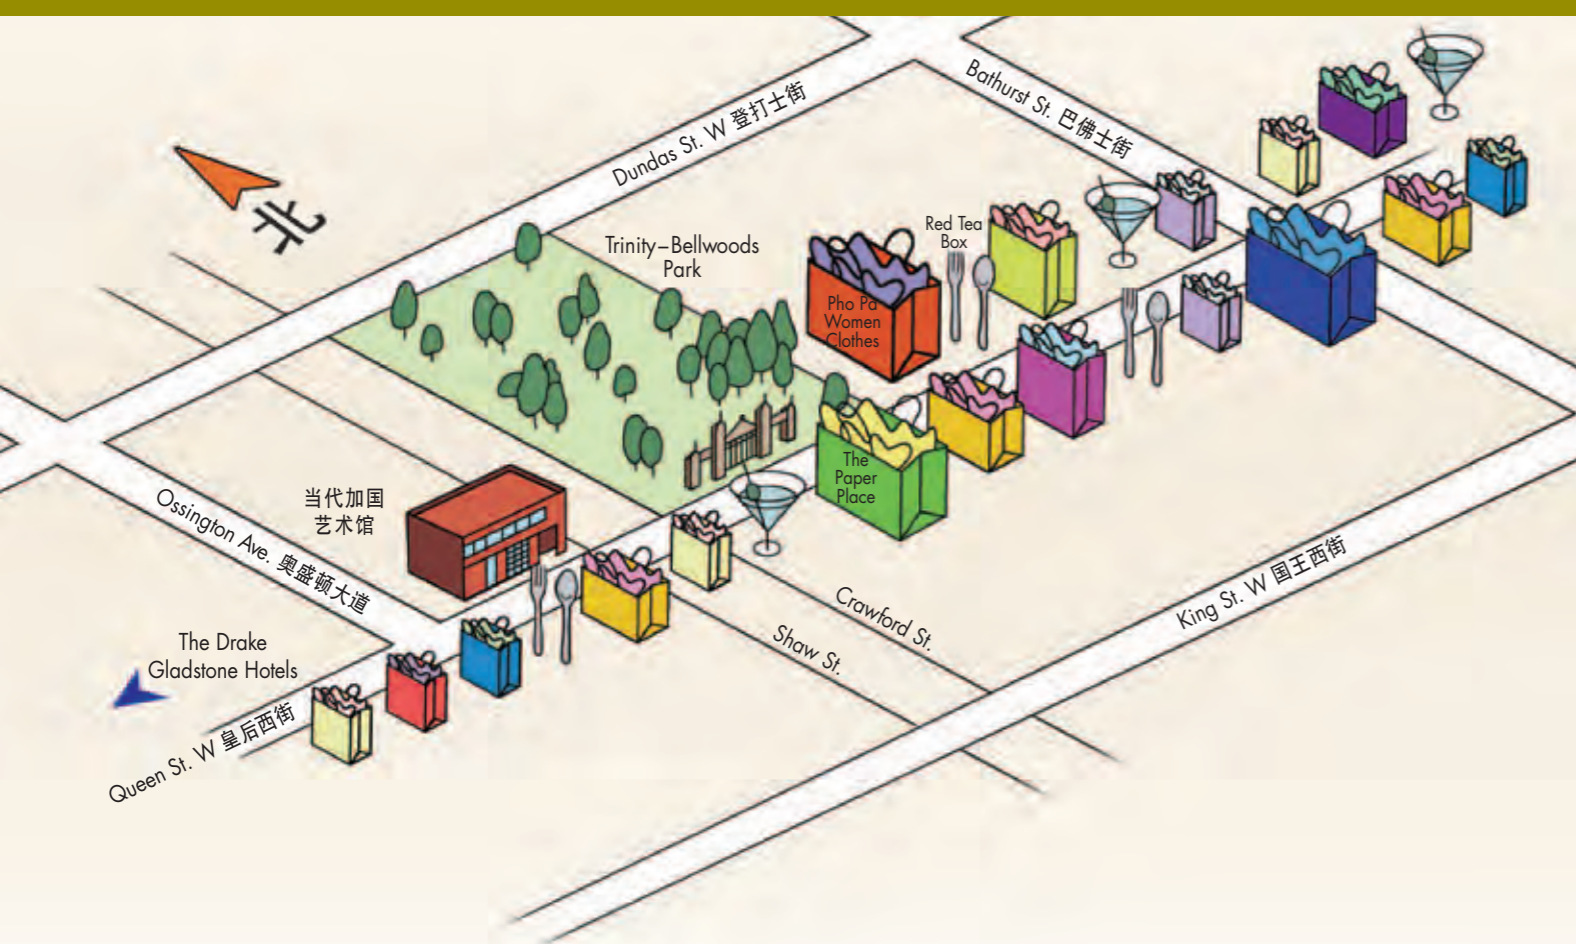 Bathurst St. 巴佛士街
Dundas St. W 登打士街
北
Trinity–Bellwoods
Park
Red Tea
Box
Pho Pa
Women
Clothes
The
Paper
Place
当代加国
艺术馆
Ossington Ave. 奥盛顿大道
The Drake
Gladstone Hotels
Queen St. W 皇后西街
Crawford St.
Shaw St.
King St. W 国王西街